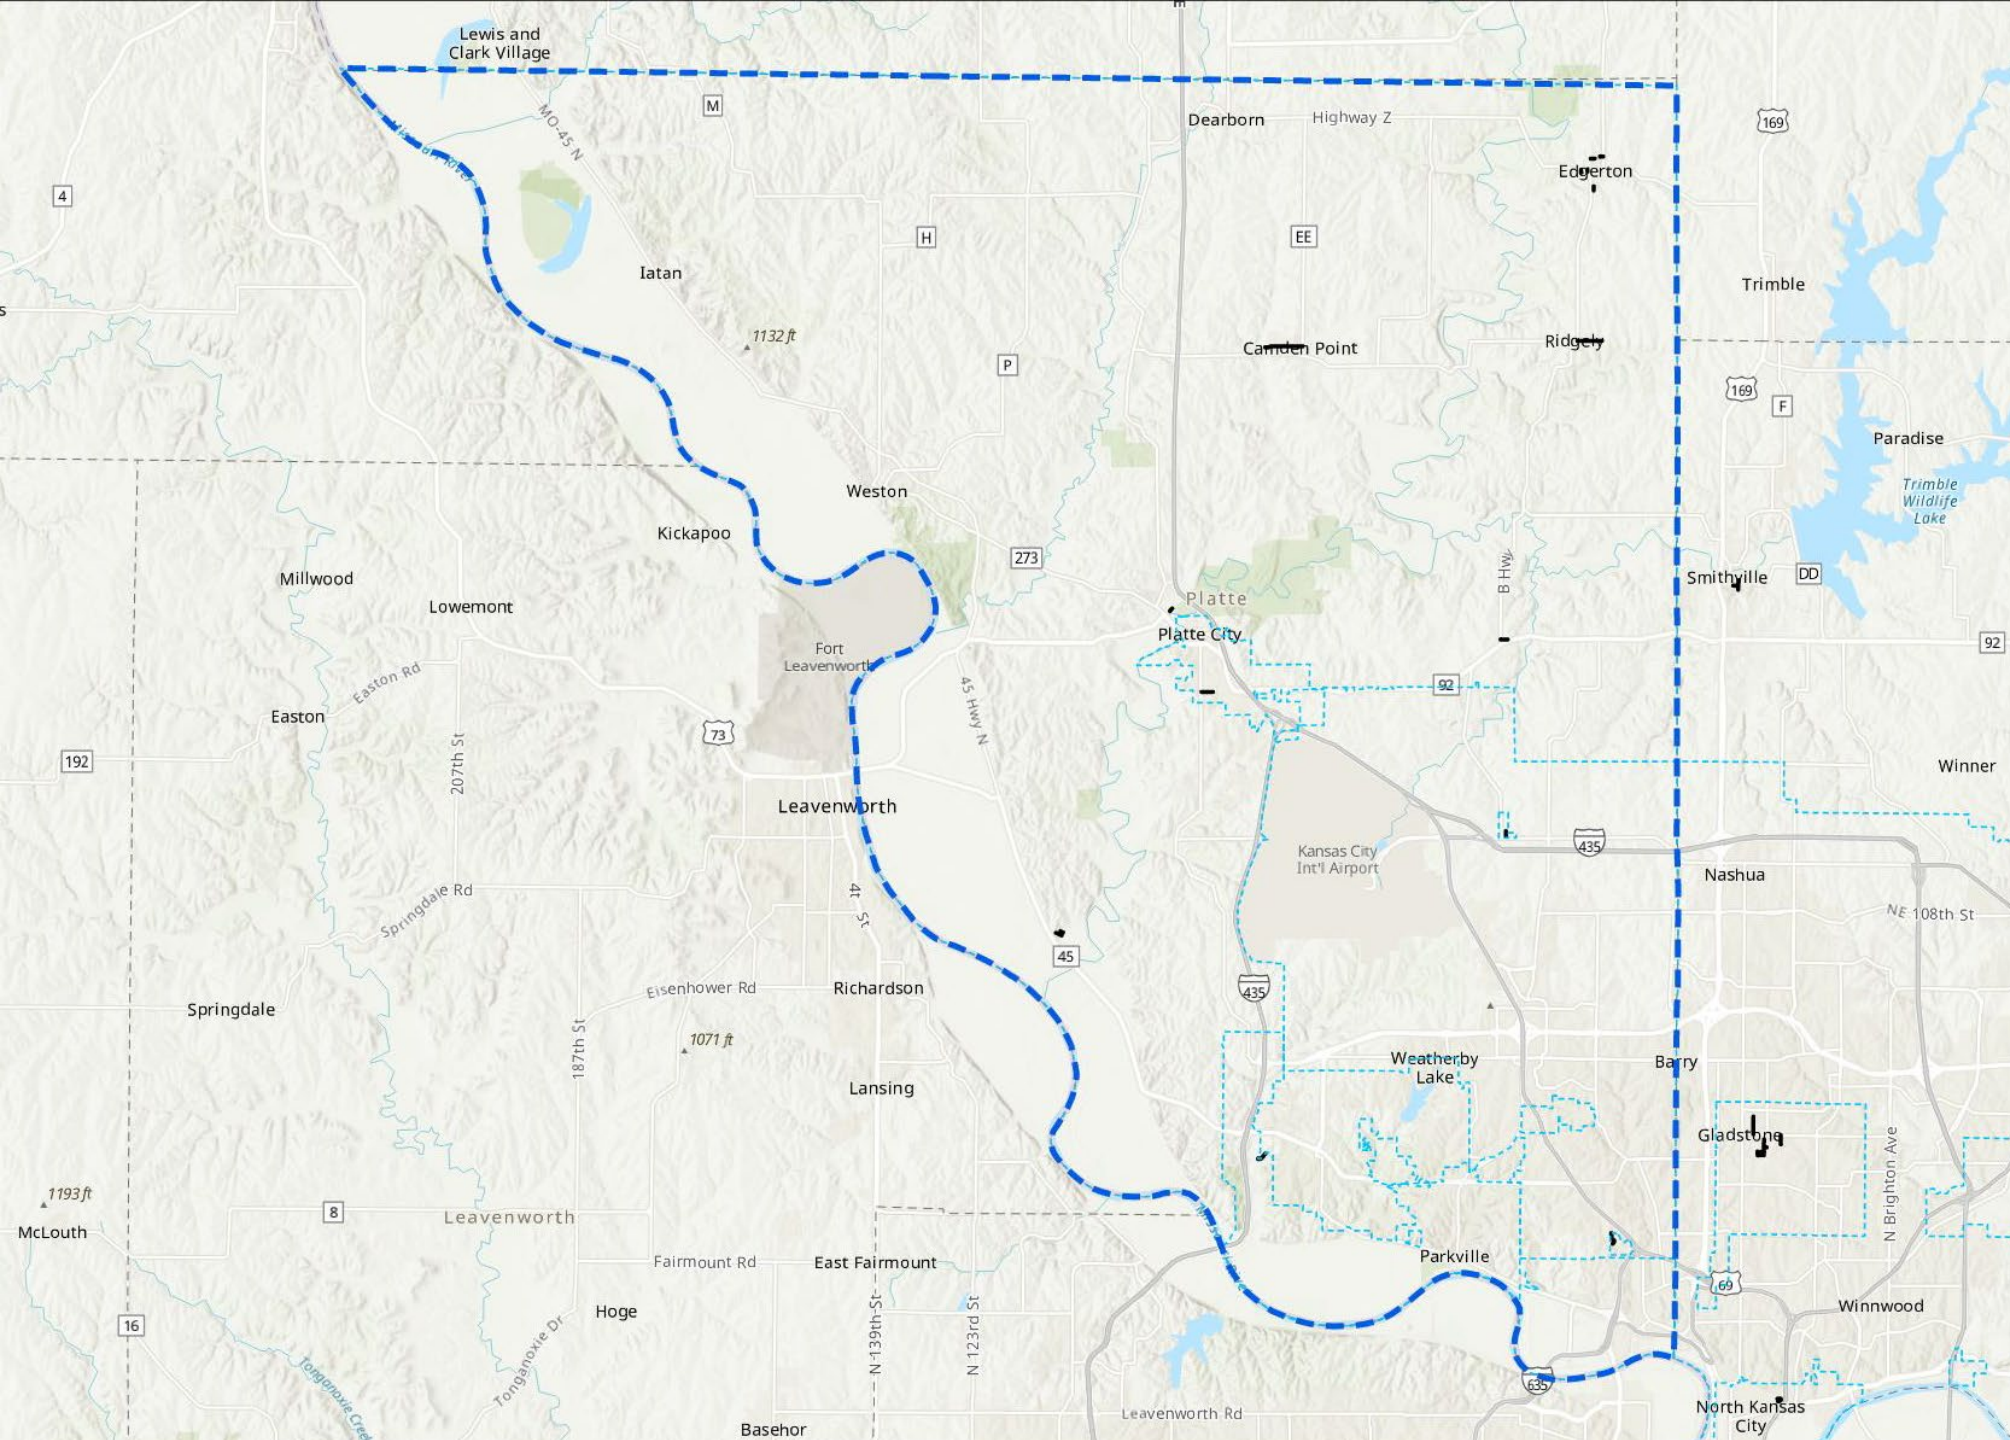 m
Lewis and
Clark Village
M
MO-45 N
Dearborn
Highway Z
169
Missouri River
Edgerton
4
H
EE
Iatan
Trimble
s
1132 ft
Camden Point
Ridgely
P
169
F
Paradise
Weston
Trimble
Wildlife
Lake
Kickapoo
273
B B Hwy
Millwood
Smithville
DD
Lowemont
Platte
Platte City
92
Fort
Leavenworth
Easton Rd
92
45 Hwy N
Easton
73
192
207th St
Winner
Leavenworth
435
Kansas City
Int'l Airport
Nashua
Springdale Rd
4t St
NE 108th St
45
Eisenhower Rd
Richardson
435
Springdale
187th St
1071 ft
Weatherby
Lake
Barry
Lansing
Gladstone
N Brighton Ave
1193 ft
8
Leavenworth
McLouth
Fairmount Rd
East Fairmount
Parkville
69
Hoge
N 139th St
N 123rd St
Winnwood
16
Tonganoxie Dr
Tonganoxie Creek
635
Leavenworth Rd
North Kansas
City
Basehor